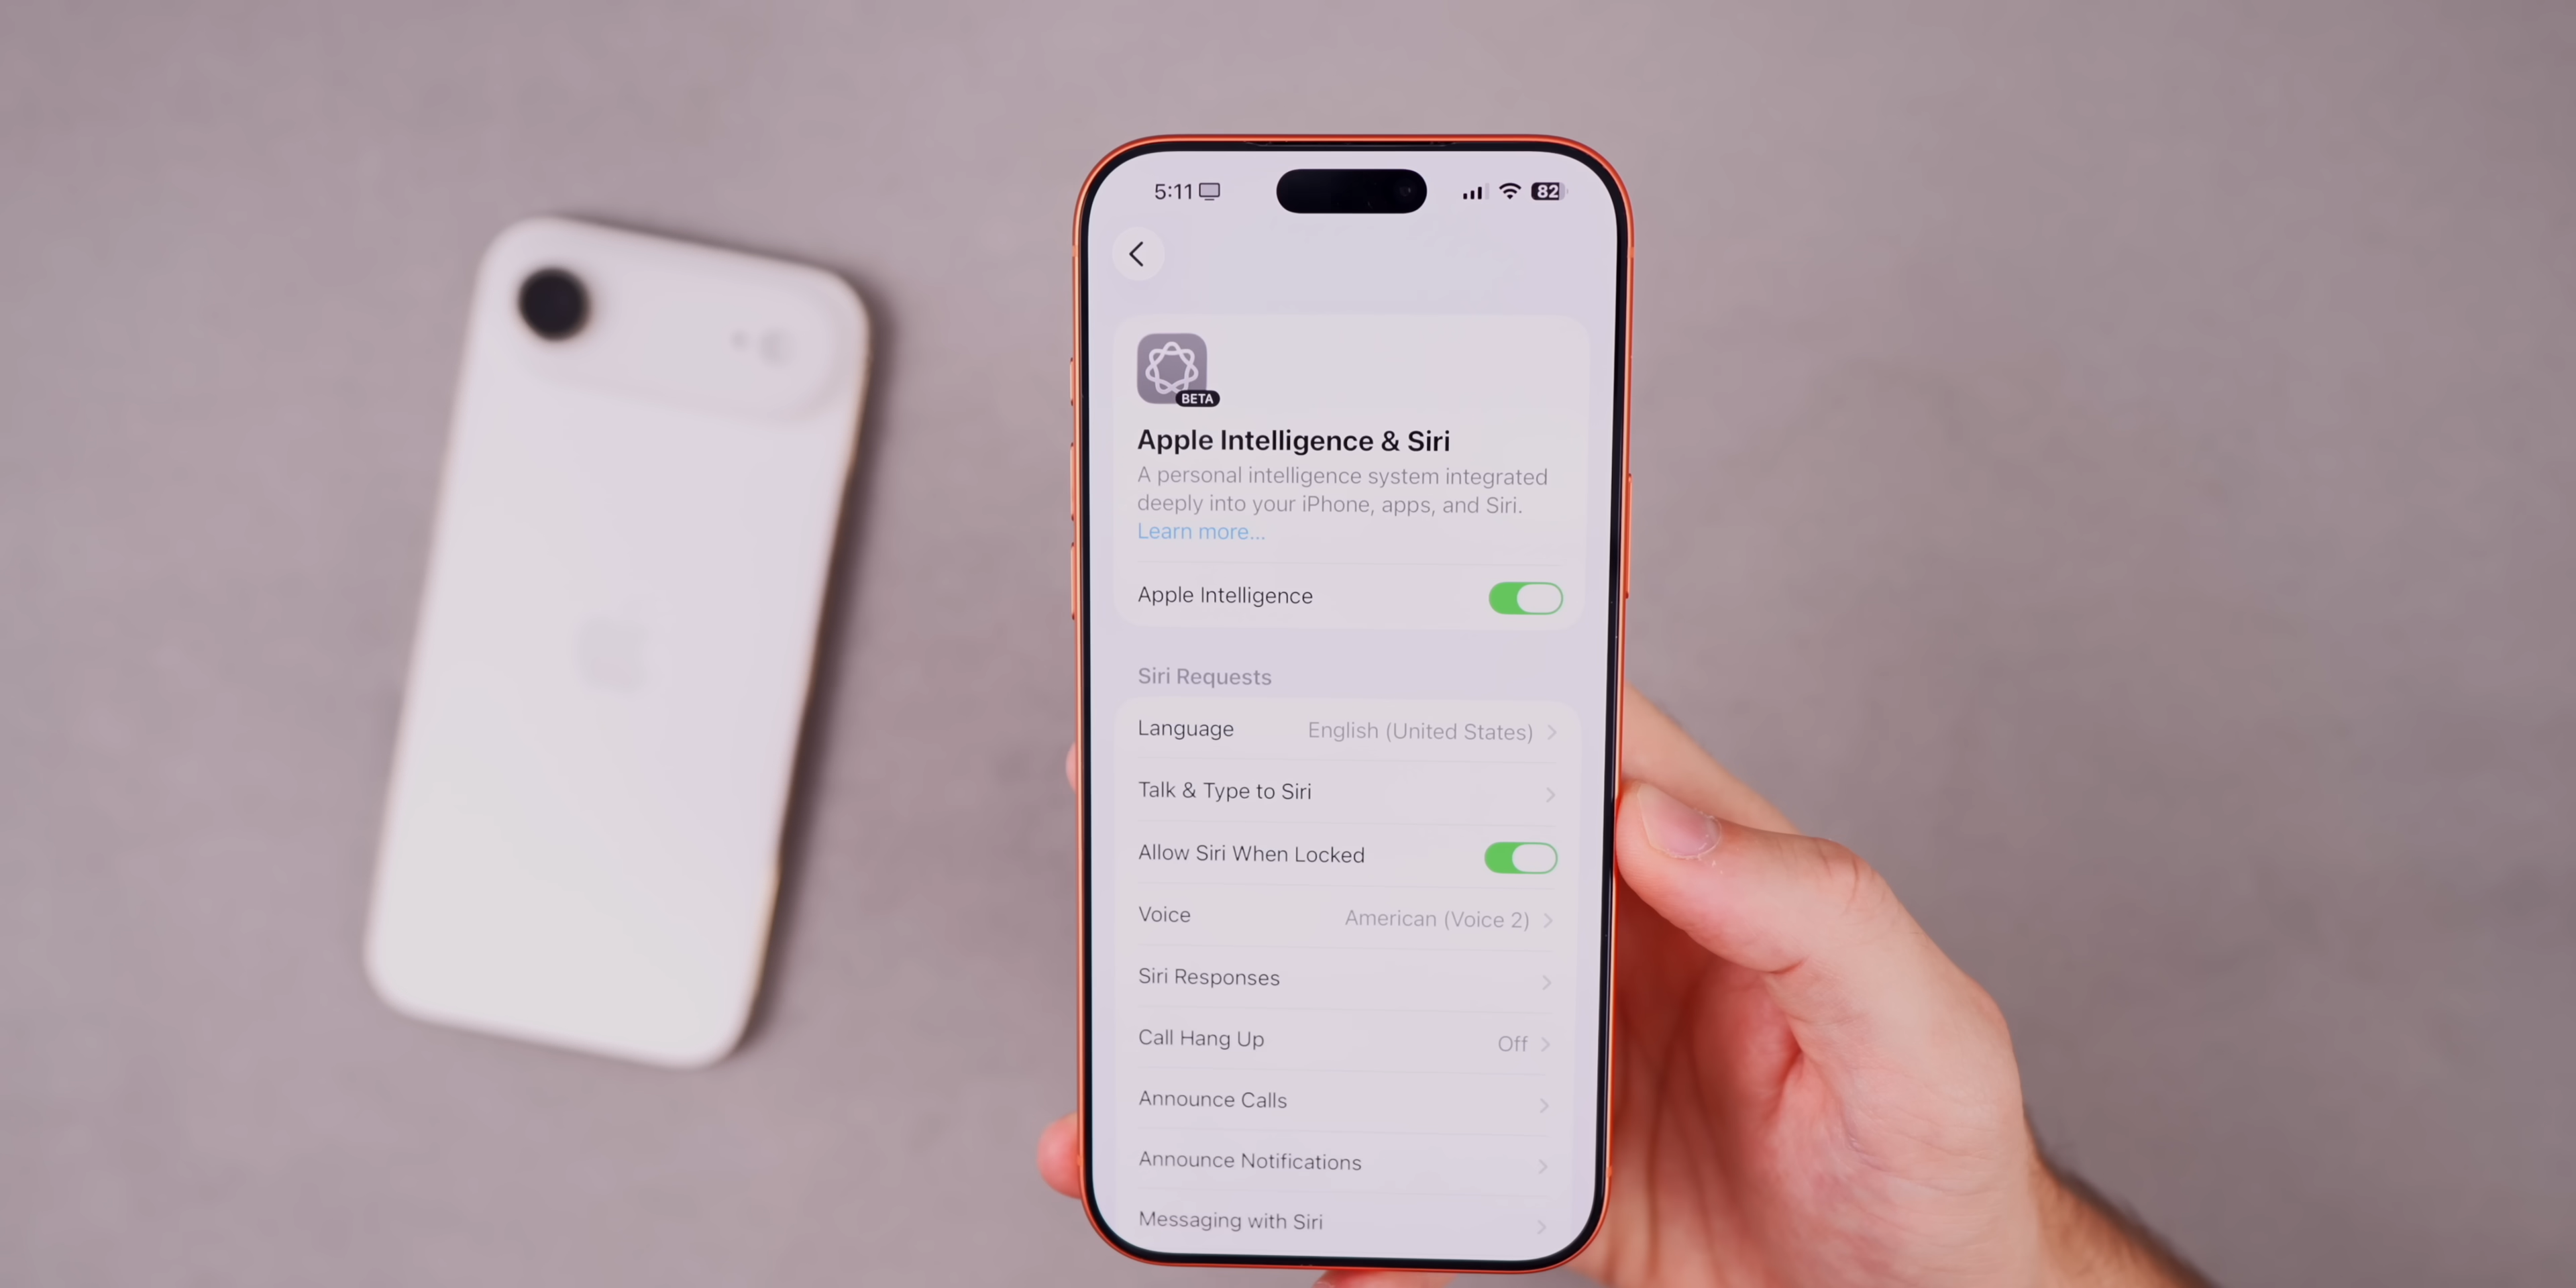 5:11
82
BETA
Apple Intelligence & Siri
A personal intelligence system integrated
deeply into your iPhone, apps, and Siri.
Learn more...
Apple Intelligence
Siri Requests
Language English (United States)
Talk & Type to Siri
Allow Siri When Locked
Voice American (Voice 2)
Siri Responses
Call Hang Up Off
Announce Calls
Announce Notifications
Messaging with Siri